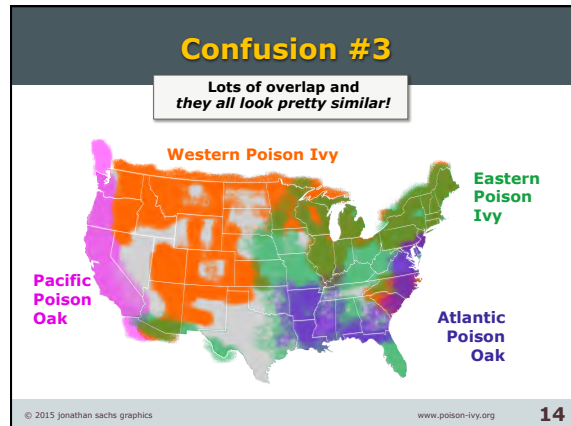 Confusion #3
Lots of overlap and
they all look pretty similar!
Western Poison Ivy
Eastern
Poison
Ivy
Pacific
Poison
Oak
Atlantic
Poison
Oak
© 2015 jonathan sachs graphics
www.poison-ivy.org
14